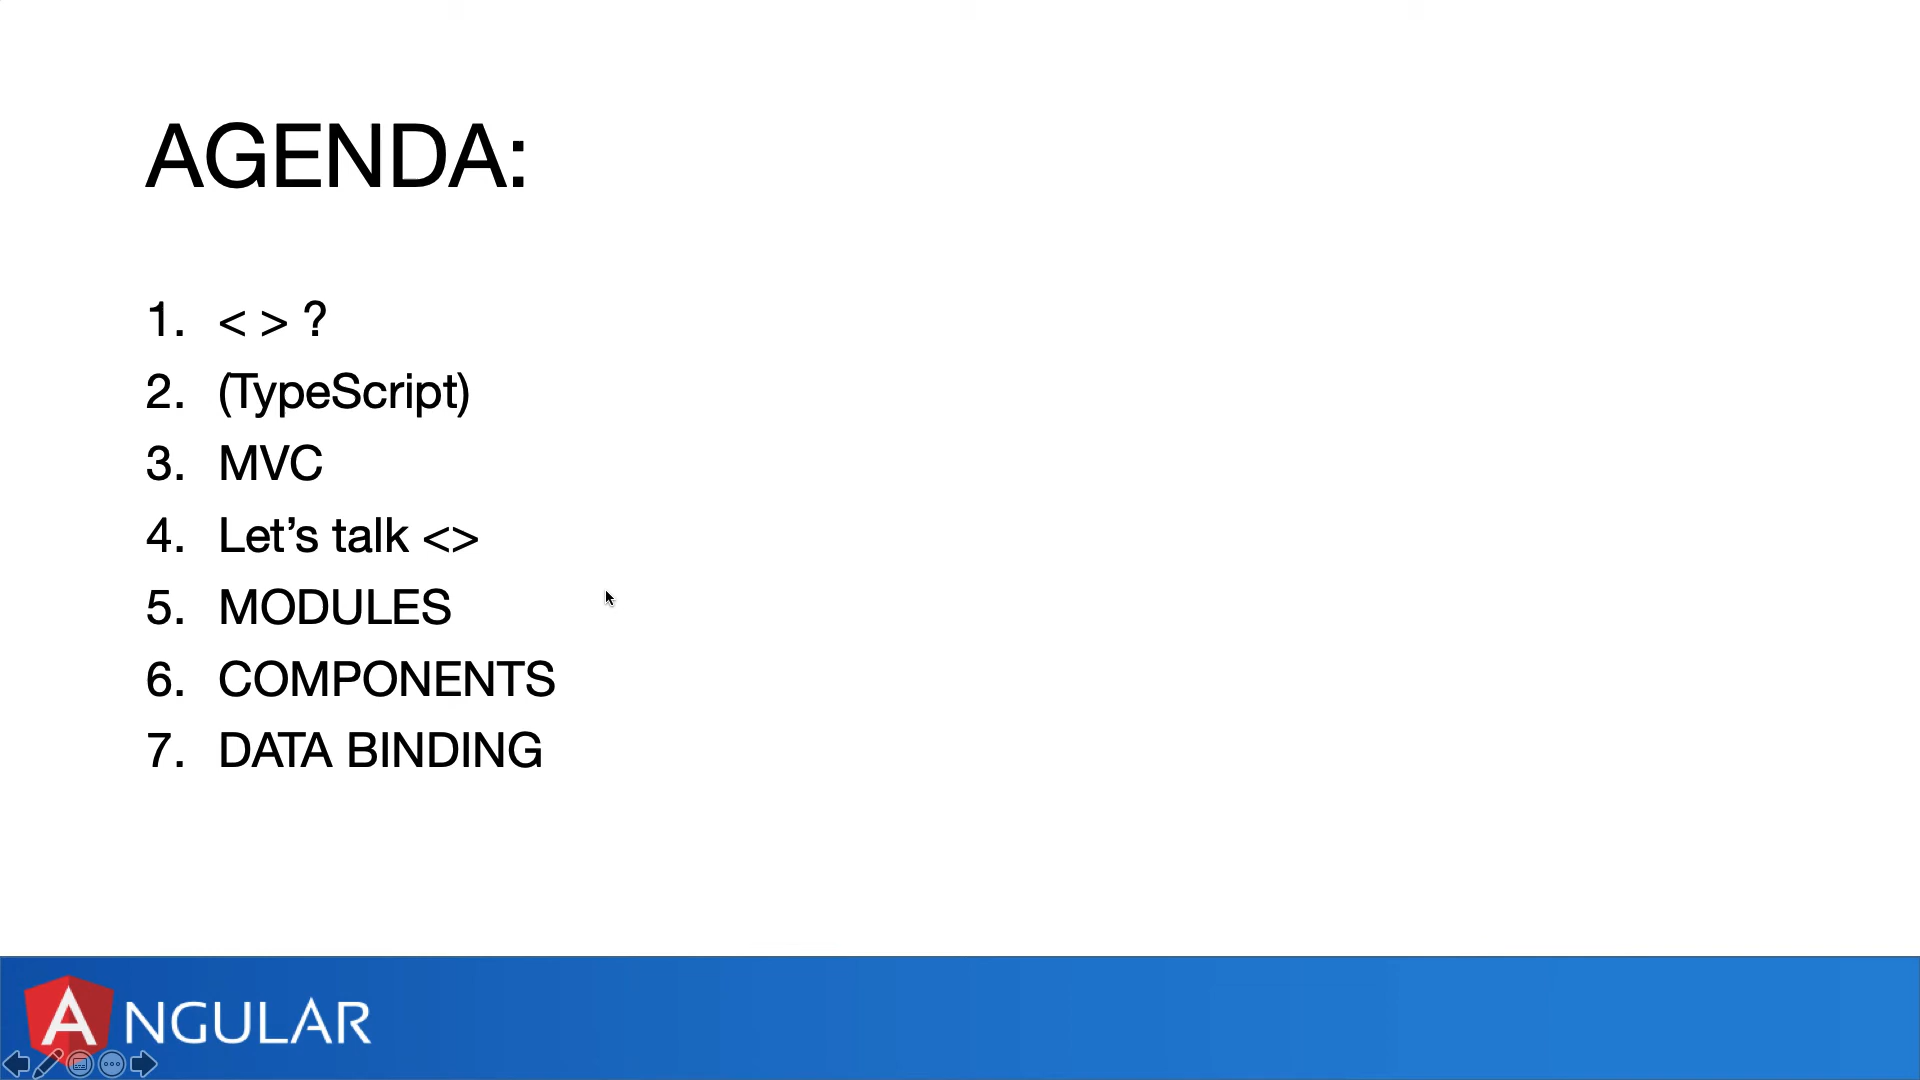 AGENDA:
1. < > ?
2. (TypeScript)
3. MVC
4. Let’s talk <>
5. MODULES
6. COMPONENTS
7. DATA BINDING
ANGULAR